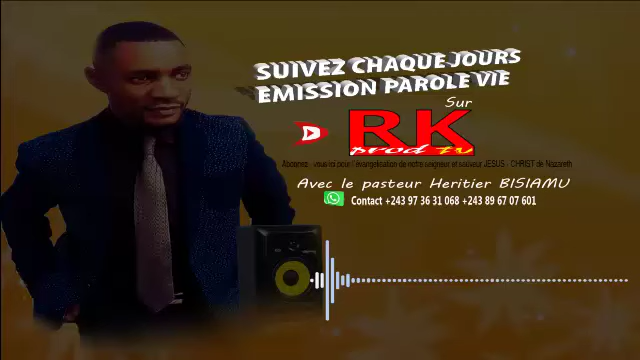 SUIVEZ CHAQUE JOURS
EMISSION PAROLE VIE
Sur
RK
prod tv
Abonnez - vous ici pour l'évangelisation de notre seigneur et sauveur JESUS - CHRIST de Nazareth
Avec le pasteur Heritier BISIAMU
Contact +243 97 36 31 068 +243 89 67 07 601